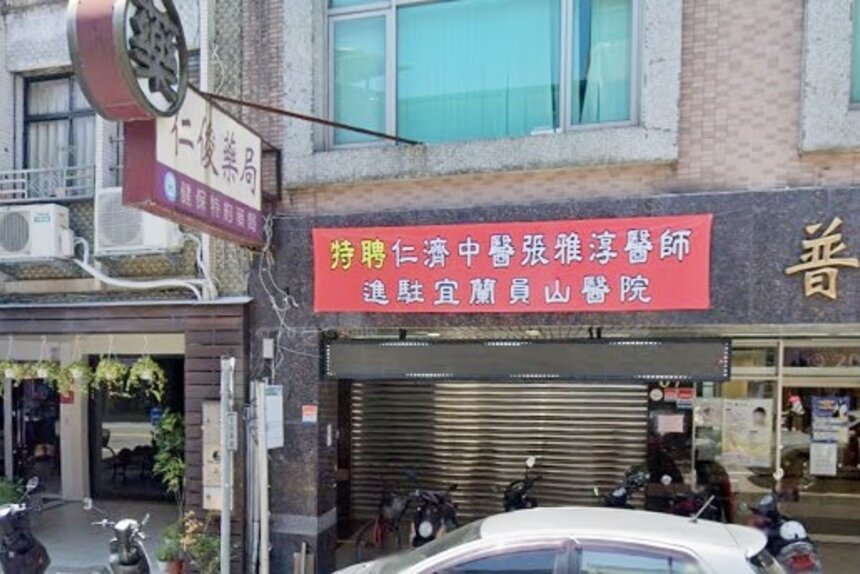 藥
仁俊藥局
健保特約藥局
特聘仁濟中醫張雅淳醫師
進駐宜蘭員山醫院
普